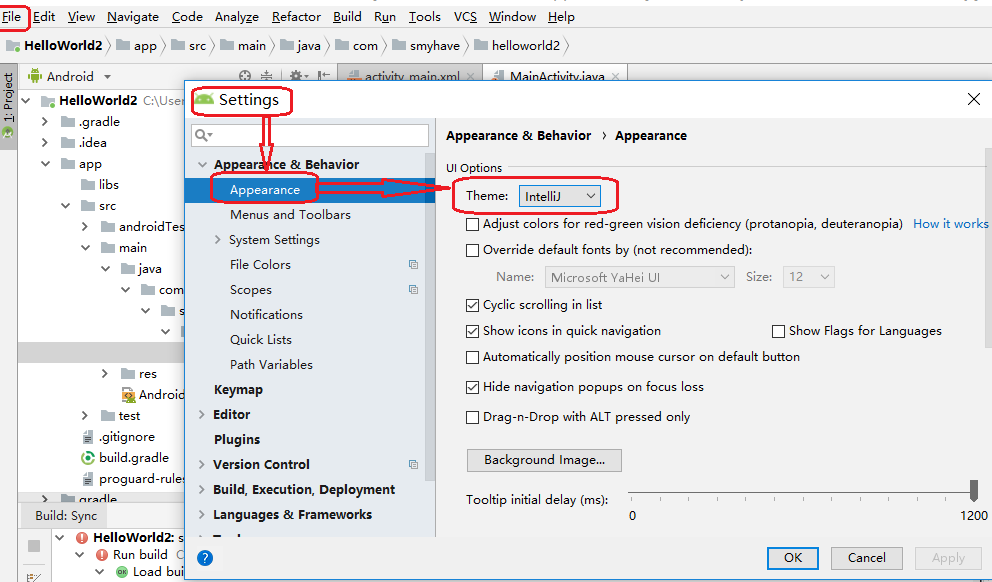 File Edit View Navigate Code Analyze Refactor Build Run Tools VCS Window Help
HelloWorld2 app src main java com smyhave helloworld2
Android activity_main.xml MainActivity.java
1: Project
HelloWorld2 C:\User
.gradle
.idea
app
libs
src
androidTes
main
java
com
s
res
Android
test
.gitignore
build.gradle
proguard-rules
gradle
Build: Sync
HelloWorld2: s
Run build C
Load bui
Settings
Appearance & Behavior
Appearance
Menus and Toolbars
System Settings
File Colors
Scopes
Notifications
Quick Lists
Path Variables
Keymap
Editor
Plugins
Version Control
Build, Execution, Deployment
Languages & Frameworks
Appearance & Behavior › Appearance
UI Options
Theme: IntelliJ
Adjust colors for red-green vision deficiency (protanopia, deuteranopia) How it works
Override default fonts by (not recommended):
Name: Microsoft YaHei UI Size: 12
Cyclic scrolling in list
Show icons in quick navigation Show Flags for Languages
Automatically position mouse cursor on default button
Hide navigation popups on focus loss
Drag-n-Drop with ALT pressed only
Background Image...
Tooltip initial delay (ms):
0 1200
? OK Cancel Apply